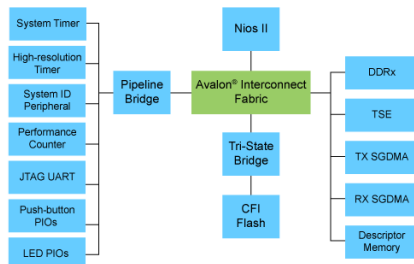 System Timer
High-resolution
Timer
System ID
Peripheral
Performance
Counter
JTAG UART
Push-button
PIOs
LED PIOs
Pipeline
Bridge
Nios II
Avalon® Interconnect
Fabric
Tri-State
Bridge
CFI
Flash
DDRx
TSE
TX SGDMA
RX SGDMA
Descriptor
Memory